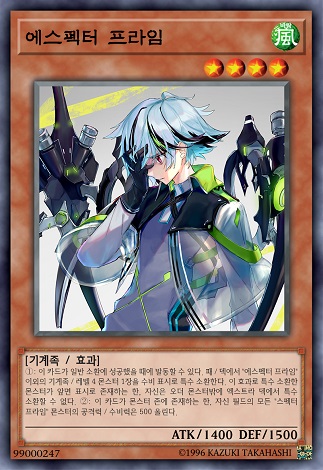 에스펙터 프라임
風
[기계족 / 효과]
①: 이 카드가 일반 소환에 성공했을 때에 발동할 수 있다. 패 / 덱에서 "에스펙터 프라임"
이외의 기계족 / 레벨 4 몬스터 1장을 수비 표시로 특수 소환한다. 이 효과로 특수 소환한
몬스터가 앞면 표시로 존재하는 한, 자신은 오더 몬스터밖에 엑스트라 덱에서 특수
소환할 수 없다. ②: 이 카드가 몬스터 존에 존재하는 한, 자신 필드의 모든 "스펙터
프라임" 몬스터의 공격력 / 수비력은 500 올린다.
ATK/1400 DEF/1500
99000247
©1996 KAZUKI TAKAHASHI